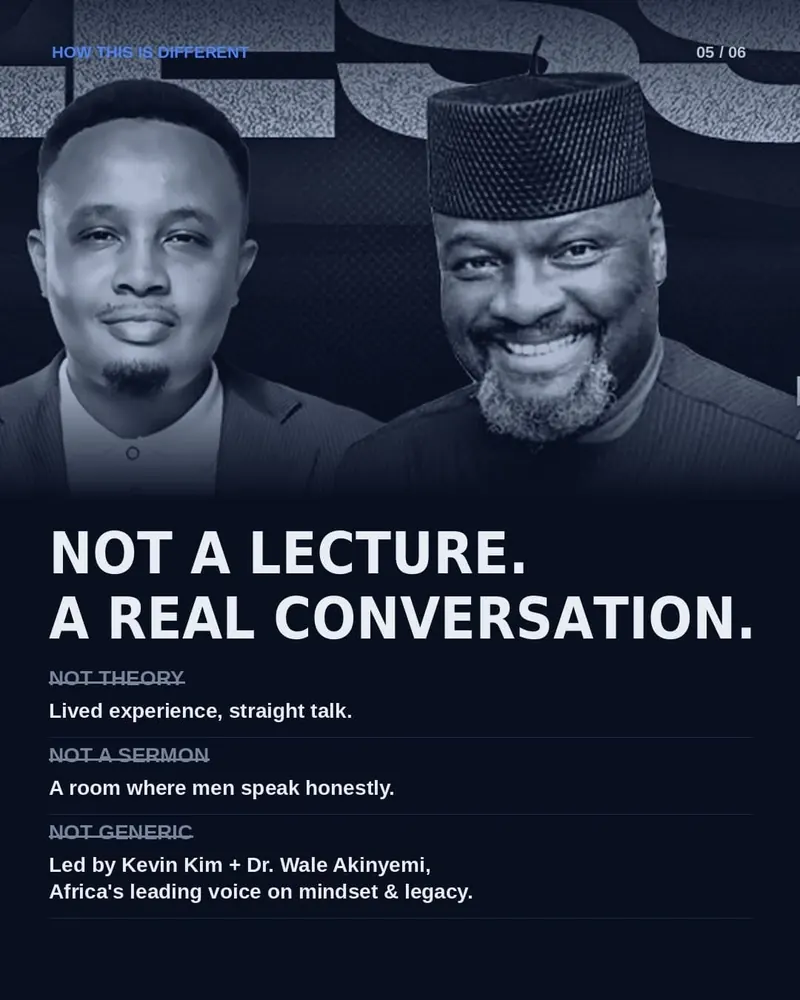 HOW THIS IS DIFFERENT
05 / 06
NOT A LECTURE.
A REAL CONVERSATION.
NOT THEORY
Lived experience, straight talk.
NOT A SERMON
A room where men speak honestly.
NOT GENERIC
Led by Kevin Kim + Dr. Wale Akinyemi,
Africa's leading voice on mindset & legacy.